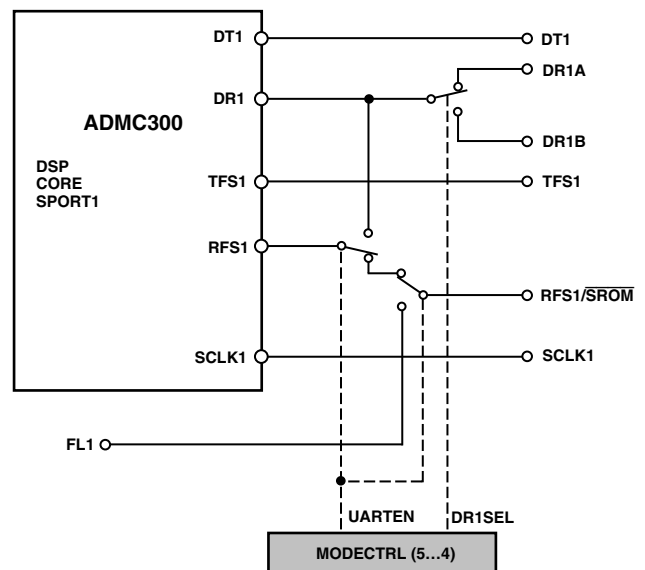 DT1
DT1
DR1A
DR1
ADMC300
DR1B
DSP
CORE
SPORT1
TFS1
TFS1
RFS1
RFS1/S̅R̅O̅M̅
SCLK1
SCLK1
FL1
UARTEN
DR1SEL
MODECTRL (5...4)